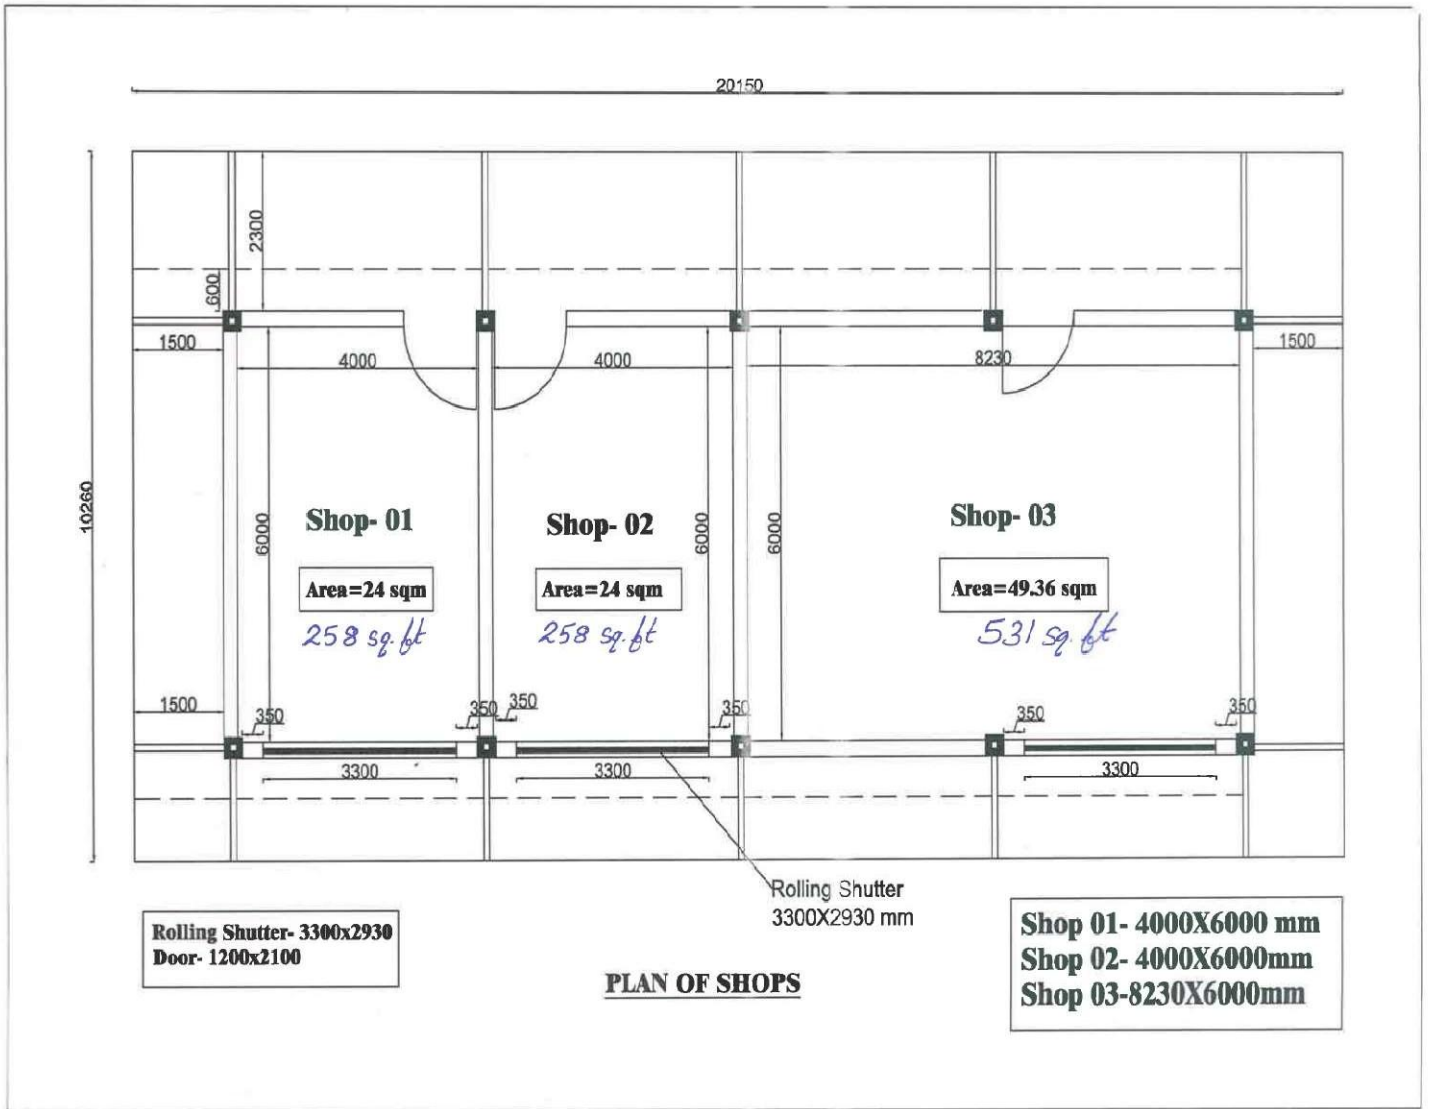 20150
10260
2300
600
1500
4000
4000
8230
1500
Shop- 01
Shop- 02
Shop- 03
6000
6000
6000
Area=24 sqm
Area=24 sqm
Area=49.36 sqm
258 sq.ft
258 sq.ft
531 sq.ft
1500
350
350
350
350
350
350
3300
3300
3300
Rolling Shutter
3300X2930 mm
Rolling Shutter- 3300x2930
Door- 1200x2100
PLAN OF SHOPS
Shop 01- 4000X6000 mm
Shop 02- 4000X6000mm
Shop 03-8230X6000mm